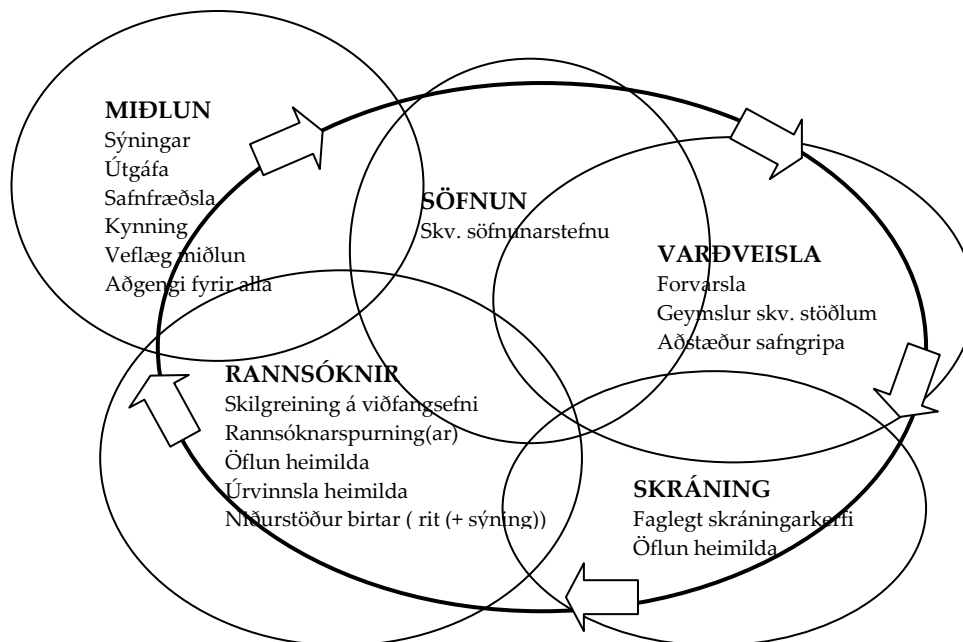 MIÐLUN
Sýningar
Útgáfa
Safnfræðsla
Kynning
Veflæg miðlun
Aðgengi fyrir alla
SÖFNUN
Skv. söfnunarstefnu
VARÐVEISLA
Forvarsla
Geymslur skv. stöðlum
Aðstæður safngripa
RANNSÓKNIR
Skilgreining á viðfangsefni
Rannsóknarspurning(ar)
Öflun heimilda
Úrvinnsla heimilda
Niðurstöður birtar ( rit (+ sýning))
SKRÁNING
Faglegt skráningarkerfi
Öflun heimilda